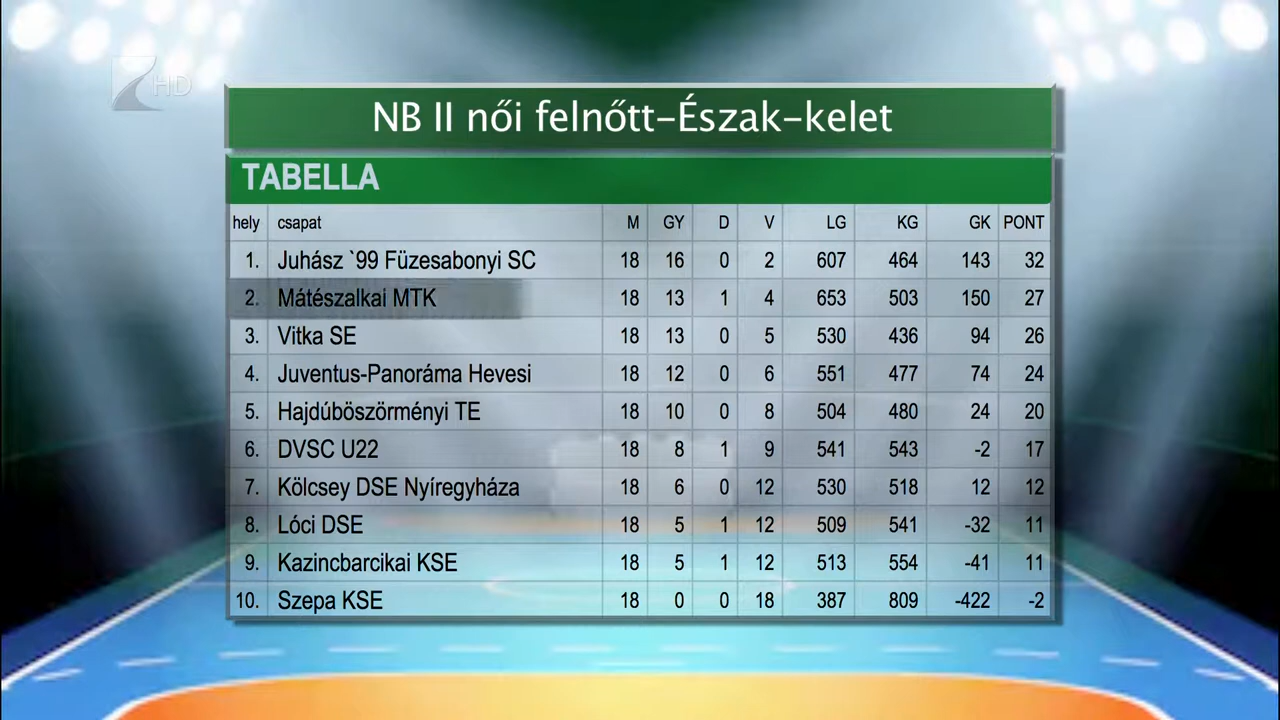 HD
NB II női felnőtt-Észak-kelet
TABELLA
hely csapat M GY D V LG KG GK PONT
1. Juhász `99 Füzesabonyi SC 18 16 0 2 607 464 143 32
2. Mátészalkai MTK 18 13 1 4 653 503 150 27
3. Vitka SE 18 13 0 5 530 436 94 26
4. Juventus-Panoráma Hevesi 18 12 0 6 551 477 74 24
5. Hajdúböszörményi TE 18 10 0 8 504 480 24 20
6. DVSC U22 18 8 1 9 541 543 -2 17
7. Kölcsey DSE Nyíregyháza 18 6 0 12 530 518 12 12
8. Lóci DSE 18 5 1 12 509 541 -32 11
9. Kazincbarcikai KSE 18 5 1 12 513 554 -41 11
10. Szepa KSE 18 0 0 18 387 809 -422 -2